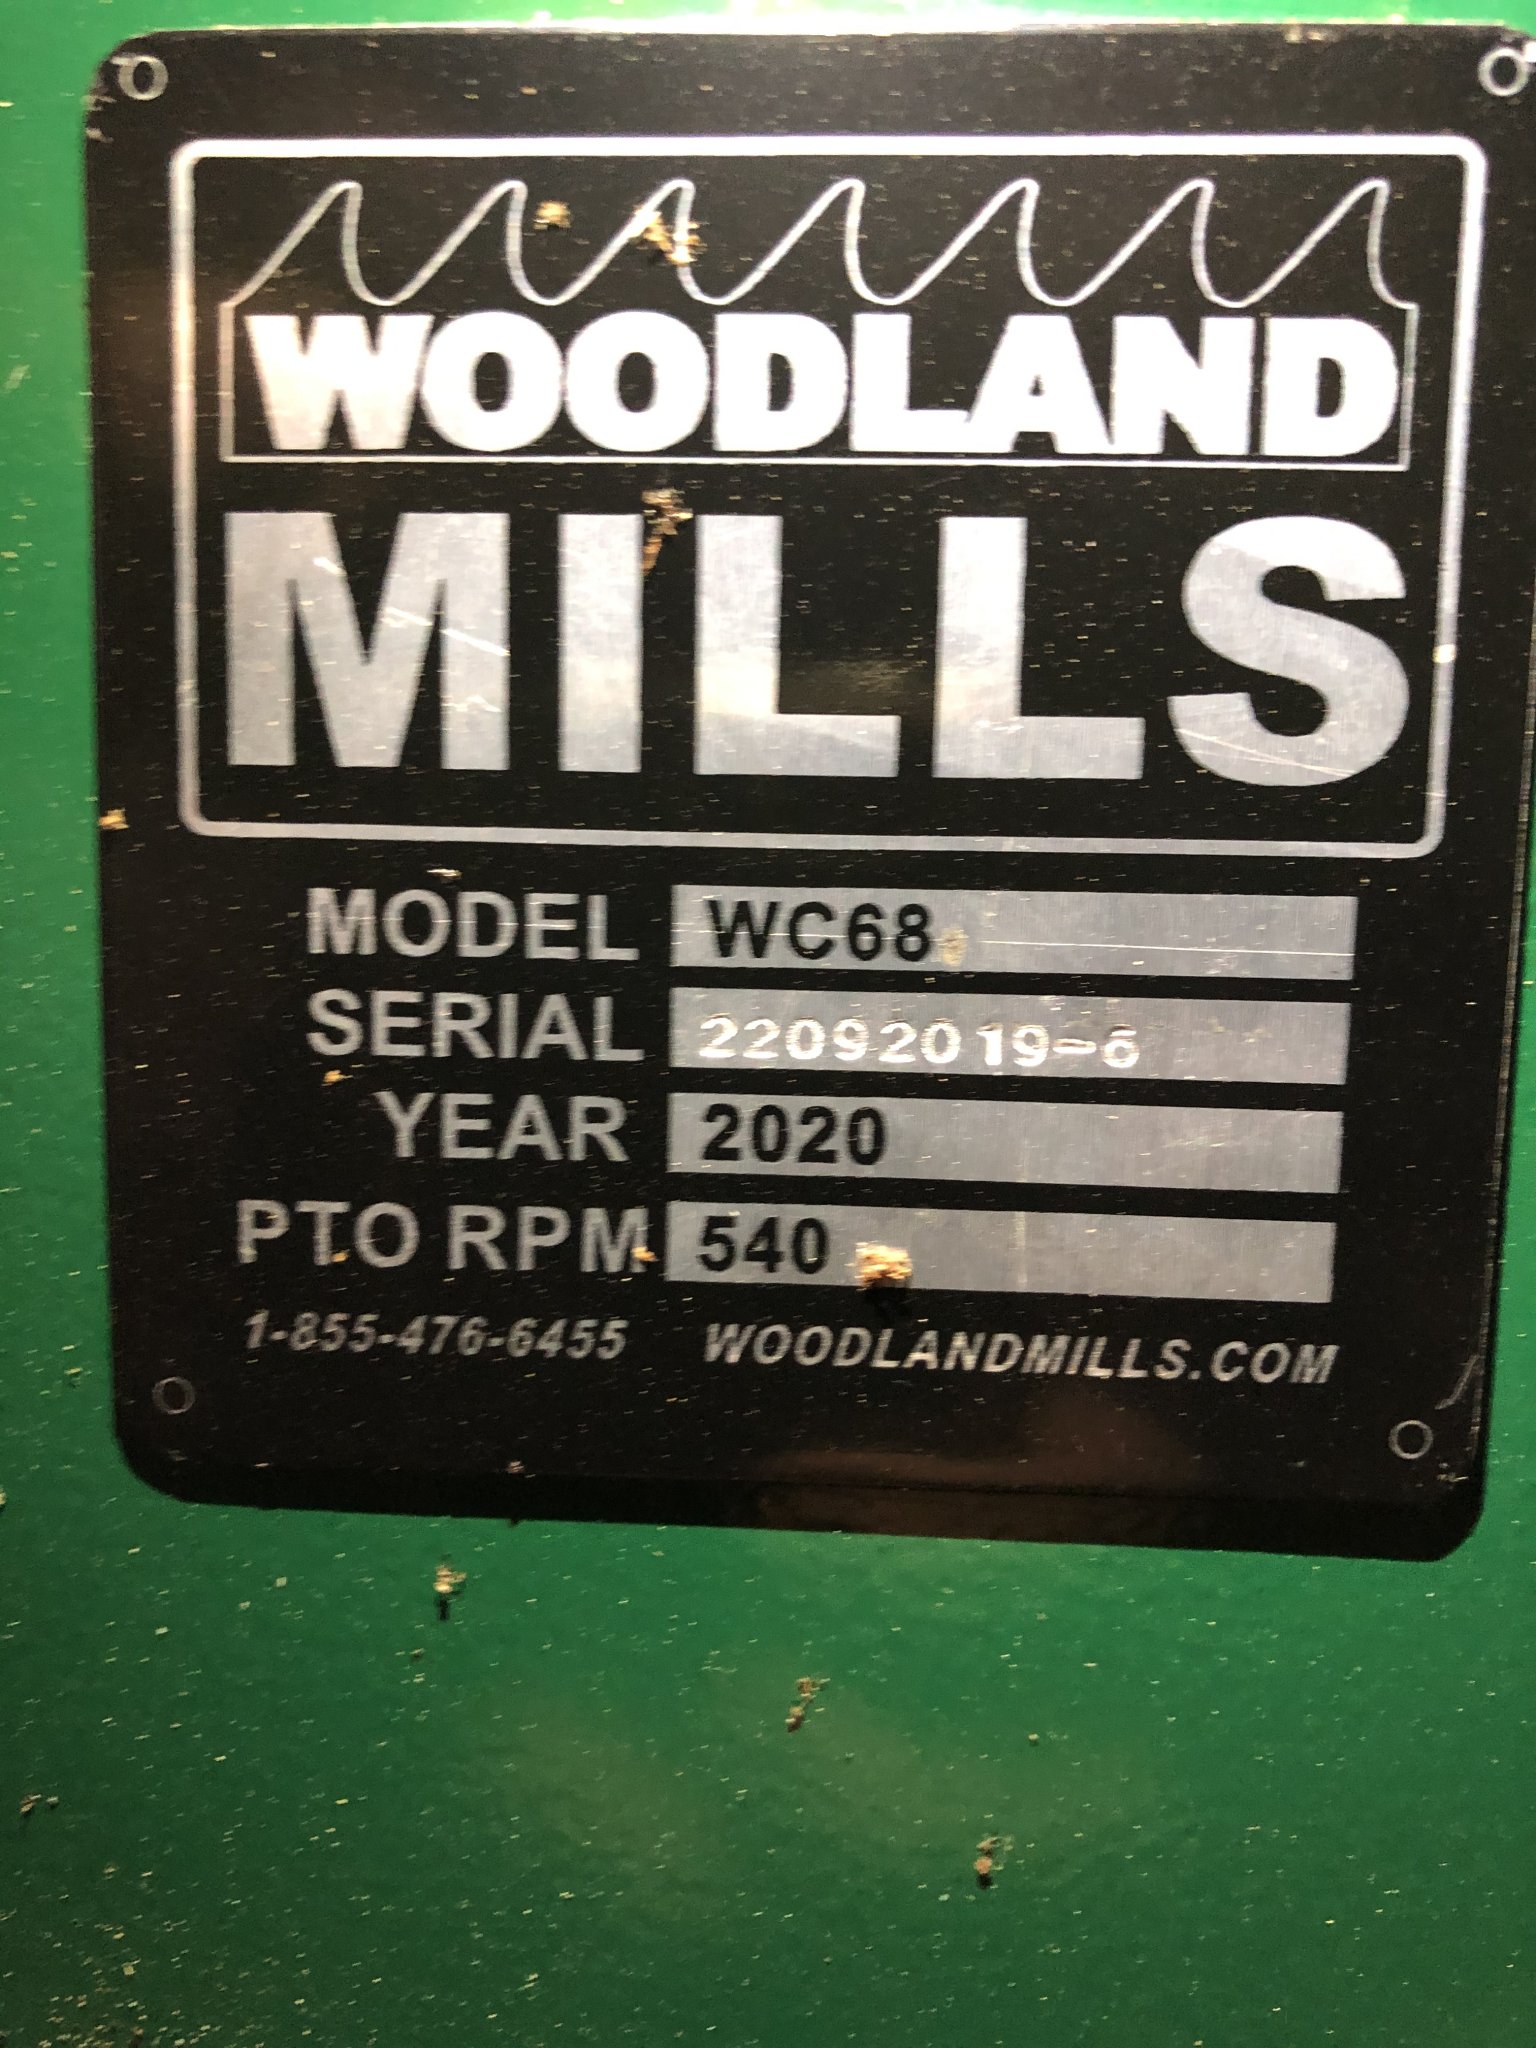 WOODLAND
MILLS
MODEL WC68
SERIAL 22092019-6
YEAR 2020
PTO RPM 540
1-855-476-6455 WOODLANDMILLS.COM